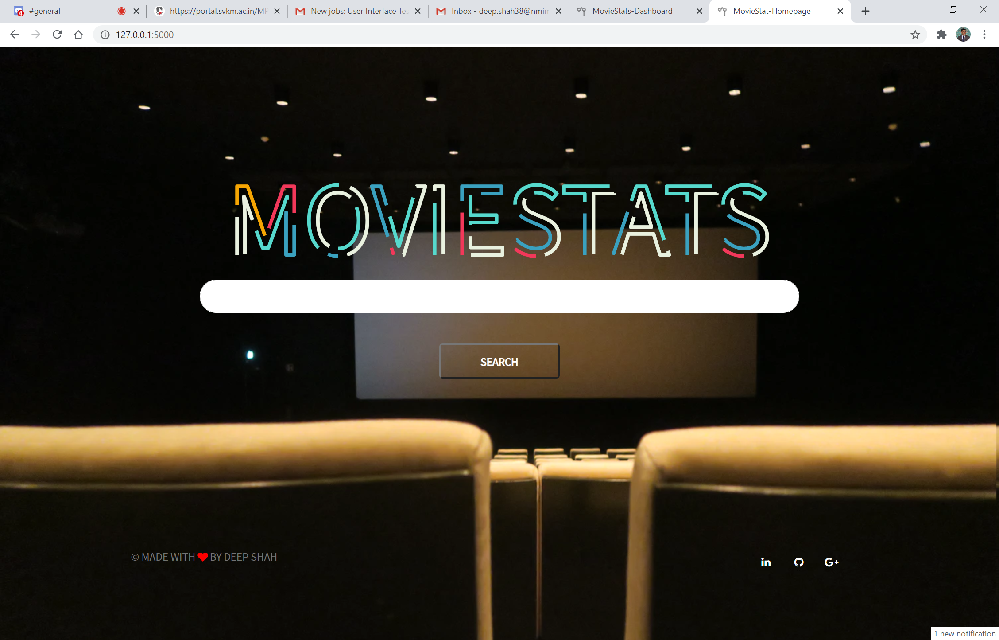 #general
https://portal.svkm.ac.in/MP
New jobs: User Interface Tes
Inbox - deep.shah38@nmim
MovieStats-Dashboard
MovieStat-Homepage
127.0.0.1:5000
MOVIESTATS
SEARCH
© MADE WITH ❤ BY DEEP SHAH
in
G+
1 new notification
4